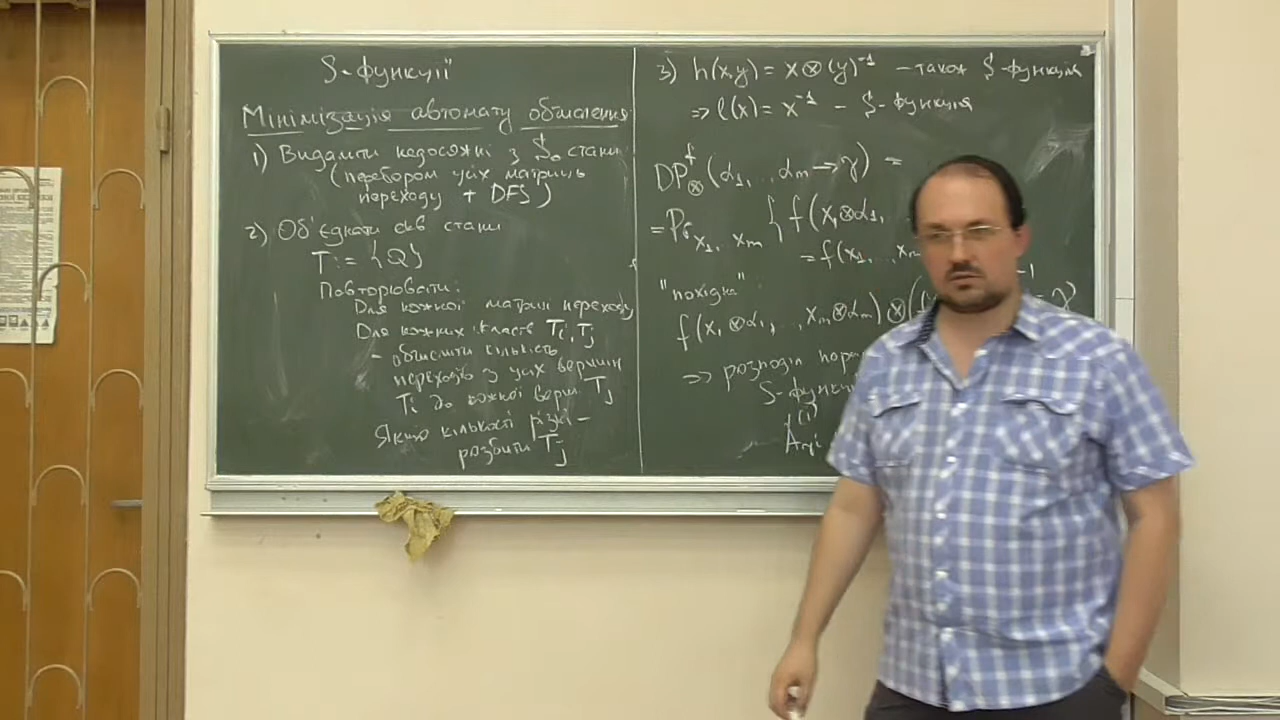 S-функції
Мінімізація автомату обчислення
1) Видалити недосяжні з S₀ стани
(перебором усіх матриць
переходу + DFS)
2) Об'єднати екв стани
T := {Q}
Повторювати:
Для кожної матриці переходу
Для кожних класів Tᵢ, Tⱼ
- обчислити кількість
переходів з усіх вершин
Tᵢ до кожної верш. Tⱼ
Якщо кількості різні -
розбити Tⱼ
3) h(x,y) = x⊗(y)⁻¹ - також S-функція
=> l(x) = x⁻¹ - S-функція
DP^f_⊗(α₁,..,αₘ→γ) =
= P_{x₁,..,xₘ} { f(x₁⊗α₁,
= f(x₁,..,xₘ
"похідна"
f(x₁⊗α₁,..., xₘ⊗αₘ)⊗(
⁻¹ = γ)
=> розподіл
S-функ